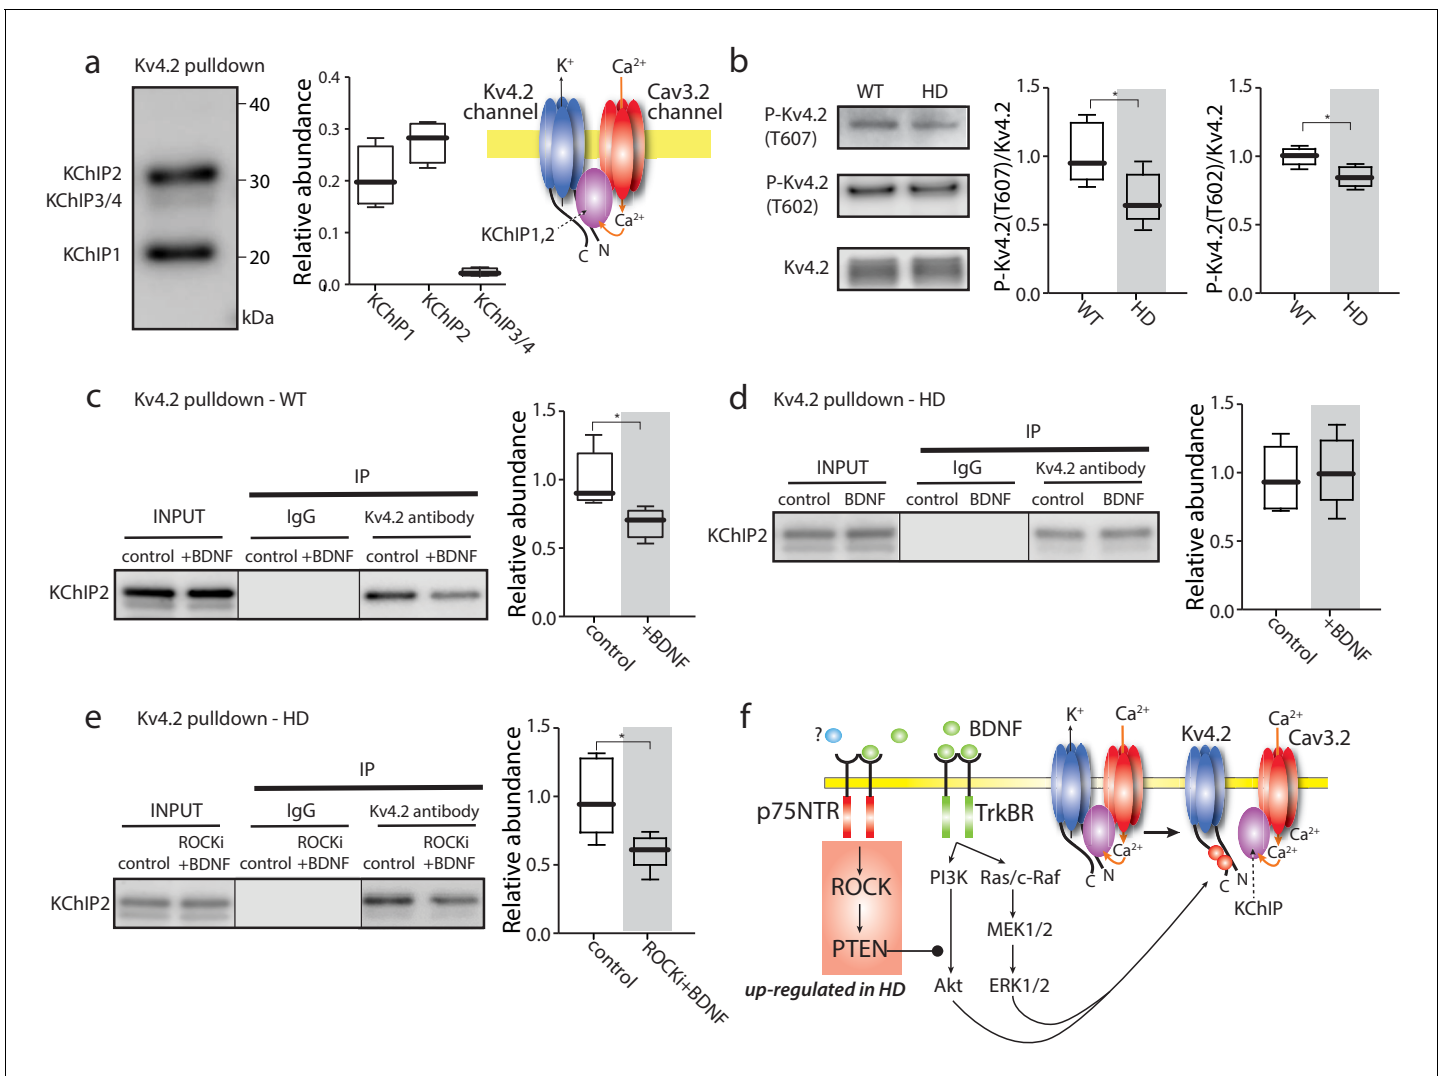 a
Kv4.2 pulldown
KChIP2
KChIP3/4
KChIP1
40
30
20
kDa
Relative abundance
0.4
0.3
0.2
0.1
0.0
KChIP1
KChIP2
KChIP3/4
K+
Ca2+
Kv4.2
channel
Cav3.2
channel
Ca2+
KChIP1,2
C
N
b
WT
HD
P-Kv4.2
(T607)
P-Kv4.2
(T602)
Kv4.2
P-Kv4.2(T607)/Kv4.2
1.5
1.0
0.5
0.0
*
WT
HD
P-Kv4.2(T602)/Kv4.2
1.5
1.0
0.5
0.0
*
WT
HD
c
Kv4.2 pulldown - WT
IP
INPUT
IgG
Kv4.2 antibody
control +BDNF control +BDNF control +BDNF
KChIP2
Relative abundance
1.5
1.0
0.5
0.0
*
control
+BDNF
d
Kv4.2 pulldown - HD
IP
INPUT
IgG
Kv4.2 antibody
control BDNF control BDNF control BDNF
KChIP2
Relative abundance
1.5
1.0
0.5
0.0
control
+BDNF
e
Kv4.2 pulldown - HD
IP
INPUT
IgG
Kv4.2 antibody
ROCKi ROCKi ROCKi
control +BDNF control +BDNF control +BDNF
KChIP2
Relative abundance
1.5
1.0
0.5
0.0
*
control
ROCKi+BDNF
f
?
BDNF
p75NTR
TrkBR
ROCK
PTEN
up-regulated in HD
PI3K
Ras/c-Raf
MEK1/2
Akt
ERK1/2
K+
Ca2+
Ca2+
C
N
Kv4.2
Ca2+
Cav3.2
Ca2+
Ca2+
C
N
KChIP